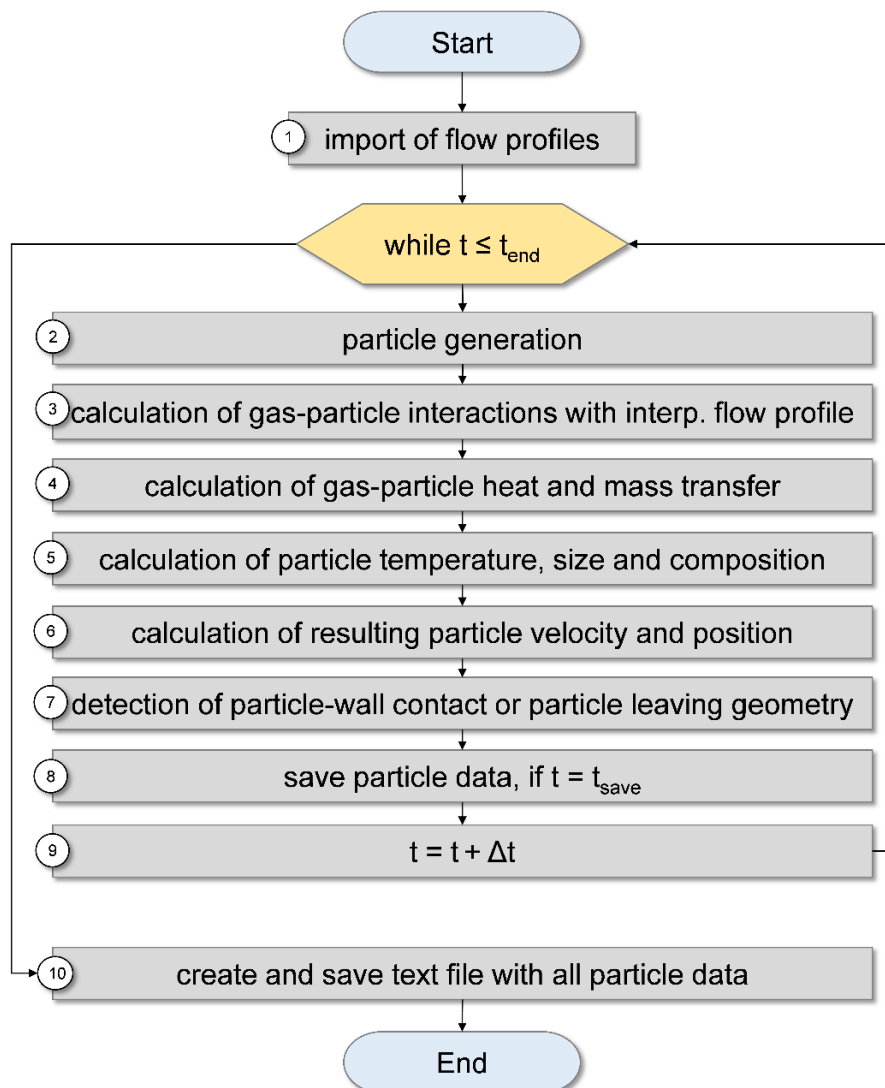 Start
1 import of flow profiles
while t ≤ t_end
2 particle generation
3 calculation of gas-particle interactions with interp. flow profile
4 calculation of gas-particle heat and mass transfer
5 calculation of particle temperature, size and composition
6 calculation of resulting particle velocity and position
7 detection of particle-wall contact or particle leaving geometry
8 save particle data, if t = t_save
9 t = t + Δt
10 create and save text file with all particle data
End